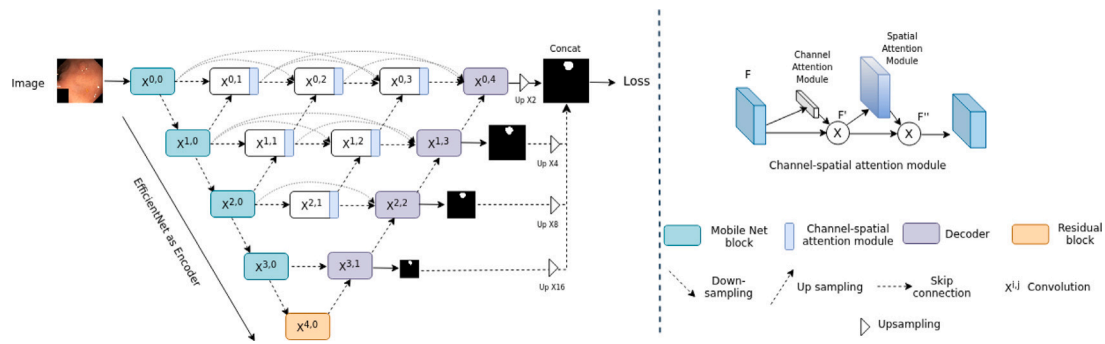 Image
X0,0
X0,1
X0,2
X0,3
X0,4
Up X2
Concat
Loss
X1,0
X1,1
X1,2
X1,3
Up X4
X2,0
X2,1
X2,2
Up X8
X3,0
X3,1
Up X16
X4,0
EfficientNet as Encoder
F
Channel
Attention
Module
Spatial
Attention
Module
F'
F''
X
X
Channel-spatial attention module
Mobile Net
block
Channel-spatial
attention module
Decoder
Residual
block
Down-
sampling
Up sampling
Skip
connection
Xi,j Convolution
Upsampling